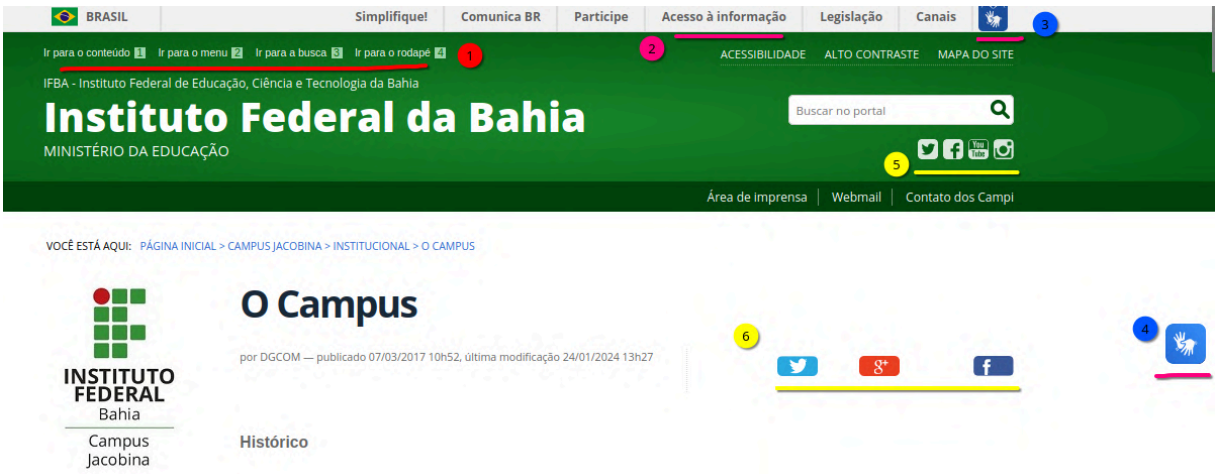 BRASIL Simplifique! Comunica BR Participe Acesso à informação Legislação Canais
3
Ir para o conteúdo 1 Ir para o menu 2 Ir para a busca 3 Ir para o rodapé 4 1
2 ACESSIBILIDADE ALTO CONTRASTE MAPA DO SITE
IFBA - Instituto Federal de Educação, Ciência e Tecnologia da Bahia
Instituto Federal da Bahia
Buscar no portal
MINISTÉRIO DA EDUCAÇÃO
f You Tube
5
Área de imprensa Webmail Contato dos Campi
VOCÊ ESTÁ AQUI: PÁGINA INICIAL > CAMPUS JACOBINA > INSTITUCIONAL > O CAMPUS
O Campus
4
6
por DGCOM — publicado 07/03/2017 10h52, última modificação 24/01/2024 13h27
g+ f
INSTITUTO
FEDERAL
Bahia
Campus
Jacobina
Histórico